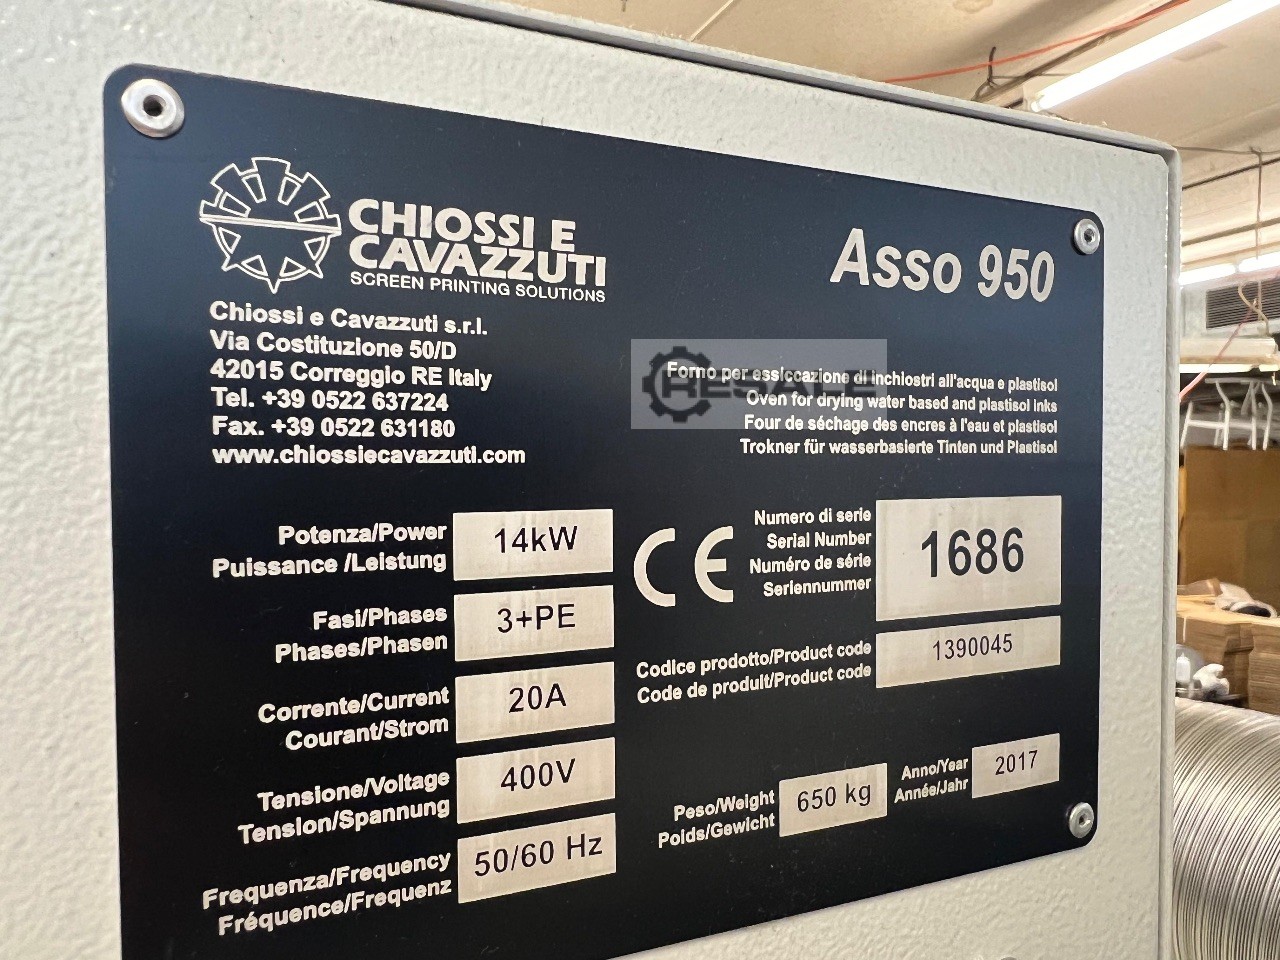 CHIOSSI E
CAVAZZUTI
SCREEN PRINTING SOLUTIONS
Chiossi e Cavazzuti s.r.l.
Via Costituzione 50/D
42015 Correggio RE Italy
Tel. +39 0522 637224
Fax. +39 0522 631180
www.chiossiecavazzuti.com
Asso 950
RESALE
Forno per essiccazione di inchiostri all'acqua e plastisol
Oven for drying water based and plastisol inks
Four de séchage des encres à l'eau et plastisol
Trokner für wasserbasierte Tinten und Plastisol
Potenza/Power
Puissance /Leistung
14kW
Fasi/Phases
Phases/Phasen
3+PE
Corrente/Current
Courant/Strom
20A
Tensione/Voltage
Tension/Spannung
400V
Frequenza/Frequency
Fréquence/Frequenz
50/60 Hz
CE
Numero di serie
Serial Number
Numéro de série
Seriennummer
1686
Codice prodotto/Product code
Code de produit/Product code
1390045
Peso/Weight
Poids/Gewicht
650 kg
Anno/Year
Année/Jahr
2017